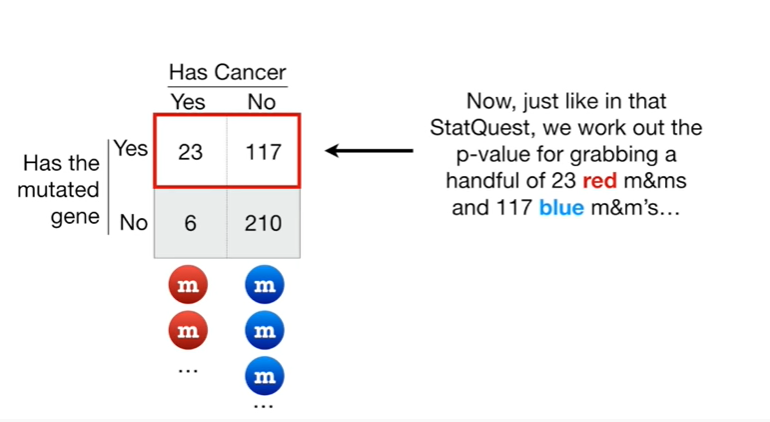 Has Cancer
Yes No
Has the
mutated
gene
Yes 23 117
No 6 210
m m
m m
... m
...
Now, just like in that
StatQuest, we work out the
p-value for grabbing a
handful of 23 red m&ms
and 117 blue m&m's...